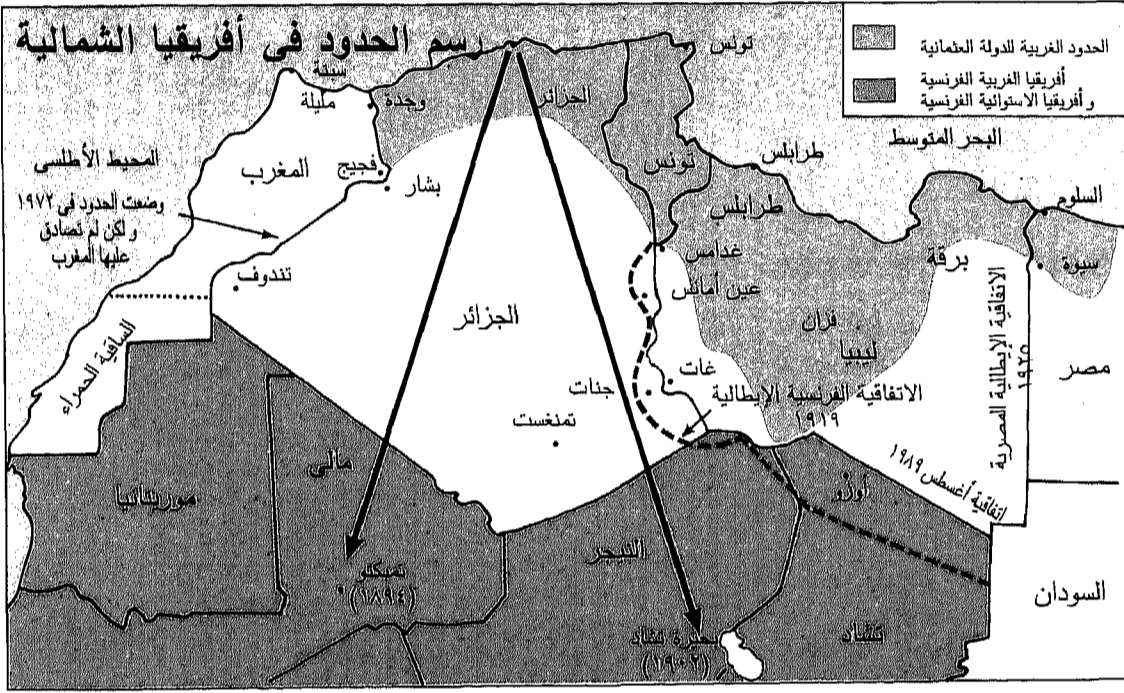 رسم الحدود فى أفريقيا الشمالية
الحدود الغربية للدولة العثمانية
أفريقيا الغربية الفرنسية
و أفريقيا الاستوائية الفرنسية
تونس
سبتة
مليلة
وجدة
الجزائر
البحر المتوسط
المحيط الأطلسى
المغرب
فجيج
بشار
تونس
طرابلس
طرابلس
السلوم
وضعت الحدود فى ١٩٧٢
و لكن لم تصادق
عليها المغرب
غدامس
برقة
سيوة
تندوف
عين أماتس
الجزائر
فزان
ليبيا
الاتفاقية الإيطالية المصرية
١٩٢٥
مصر
الساقية الحمراء
غات
جنات
الاتفاقية الفرنسية الإيطالية
١٩١٩
تمنغست
مالى
موريتانيا
أوزو
اتفاقية أغسطس ١٩٨٩
النيجر
تمبكتو
(١٨٩٤)
السودان
بحيرة تشاد
(١٩٠٢)
تشاد